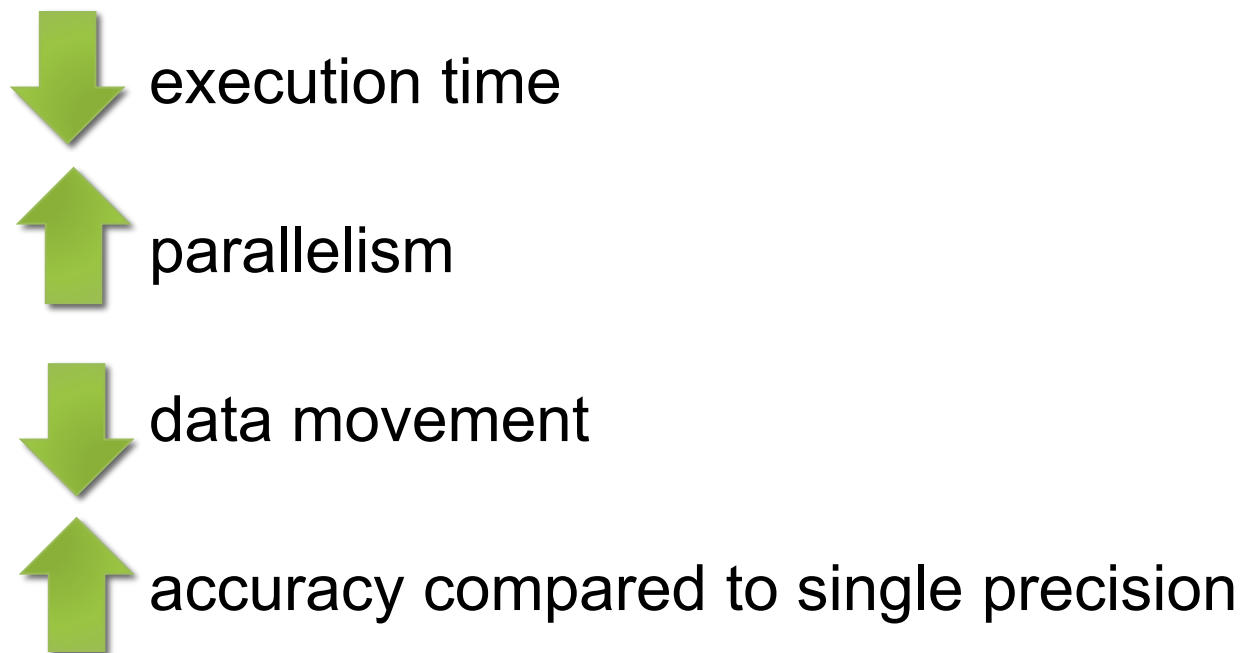 execution time
parallelism
data movement
accuracy compared to single precision